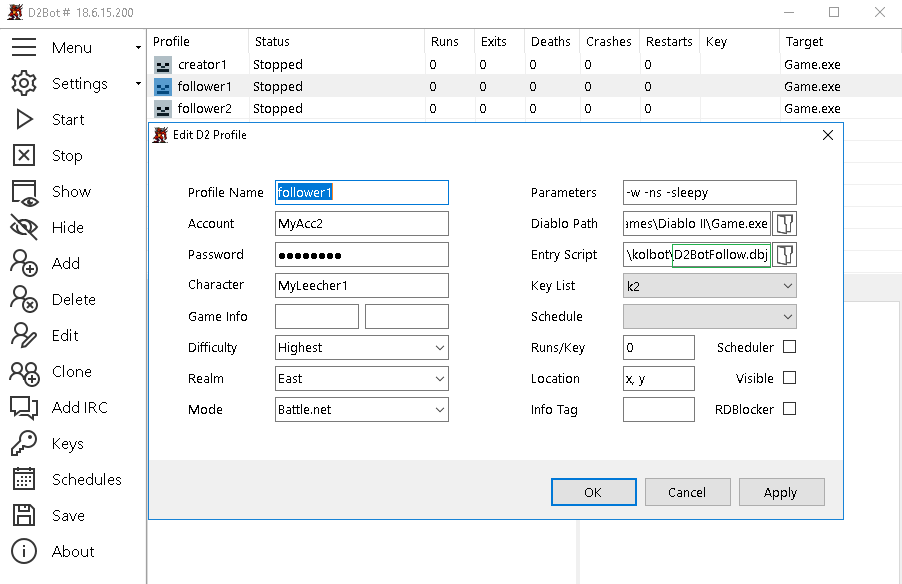 D2Bot # 18.6.15.200
Menu
Settings
Start
Stop
Show
Hide
Add
Delete
Edit
Clone
Add IRC
Keys
Schedules
Save
About
Profile Status Runs Exits Deaths Crashes Restarts Key Target
creator1 Stopped 0 0 0 0 0 Game.exe
follower1 Stopped 0 0 0 0 0 Game.exe
follower2 Stopped 0 0 0 0 0 Game.exe
Edit D2 Profile
Profile Name follower1
Account MyAcc2
Password ●●●●●●●●
Character MyLeecher1
Game Info
Difficulty Highest
Realm East
Mode Battle.net
Parameters -w -ns -sleepy
Diablo Path ames\Diablo II\Game.exe
Entry Script \kolbot\D2BotFollow.dbj
Key List k2
Schedule
Runs/Key 0 Scheduler
Location x, y Visible
Info Tag RDBlocker
OK Cancel Apply